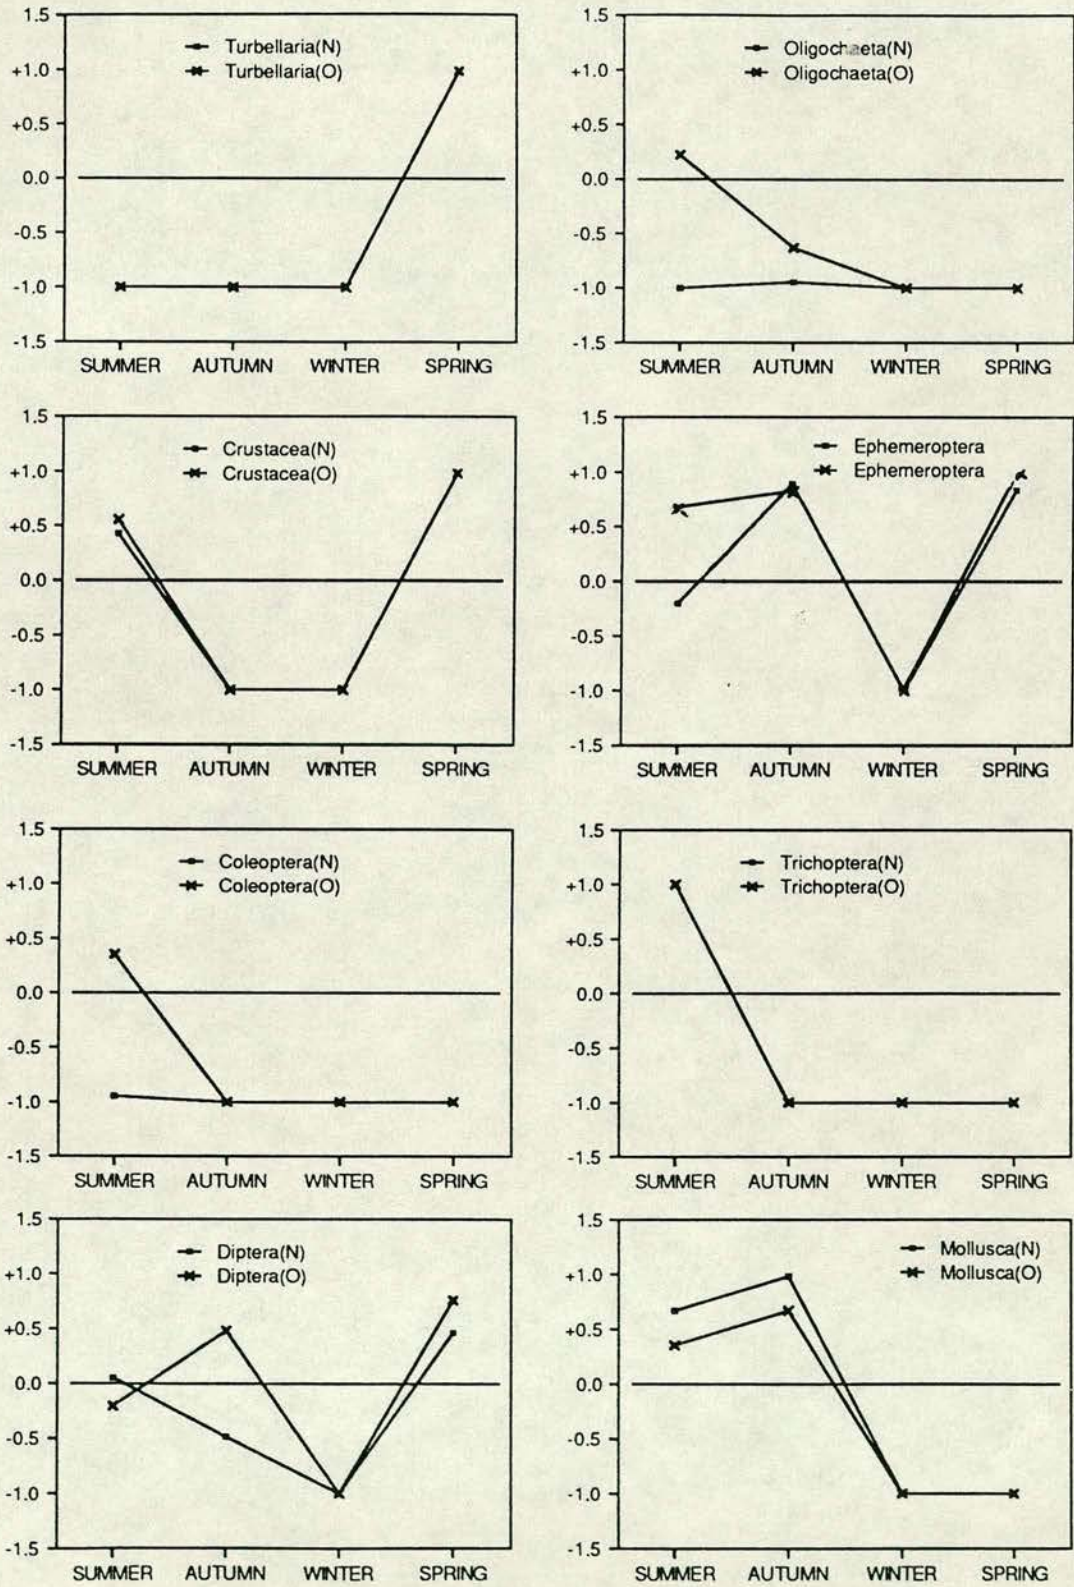 1.5
Turbellaria(N)
+1.0
Turbellaria(O)
+0.5
0.0
-0.5
-1.0
-1.5
SUMMER AUTUMN WINTER SPRING
1.5
Oligochaeta(N)
+1.0
Oligochaeta(O)
+0.5
0.0
-0.5
-1.0
-1.5
SUMMER AUTUMN WINTER SPRING
1.5
Crustacea(N)
+1.0
Crustacea(O)
+0.5
0.0
-0.5
-1.0
-1.5
SUMMER AUTUMN WINTER SPRING
1.5
Ephemeroptera
+1.0
Ephemeroptera
+0.5
0.0
-0.5
-1.0
-1.5
SUMMER AUTUMN WINTER SPRING
1.5
Coleoptera(N)
+1.0
Coleoptera(O)
+0.5
0.0
-0.5
-1.0
-1.5
SUMMER AUTUMN WINTER SPRING
1.5
Trichoptera(N)
+1.0
Trichoptera(O)
+0.5
0.0
-0.5
-1.0
-1.5
SUMMER AUTUMN WINTER SPRING
1.5
Diptera(N)
+1.0
Diptera(O)
+0.5
0.0
-0.5
-1.0
-1.5
SUMMER AUTUMN WINTER SPRING
1.5
Mollusca(N)
+1.0
Mollusca(O)
+0.5
0.0
-0.5
-1.0
-1.5
SUMMER AUTUMN WINTER SPRING